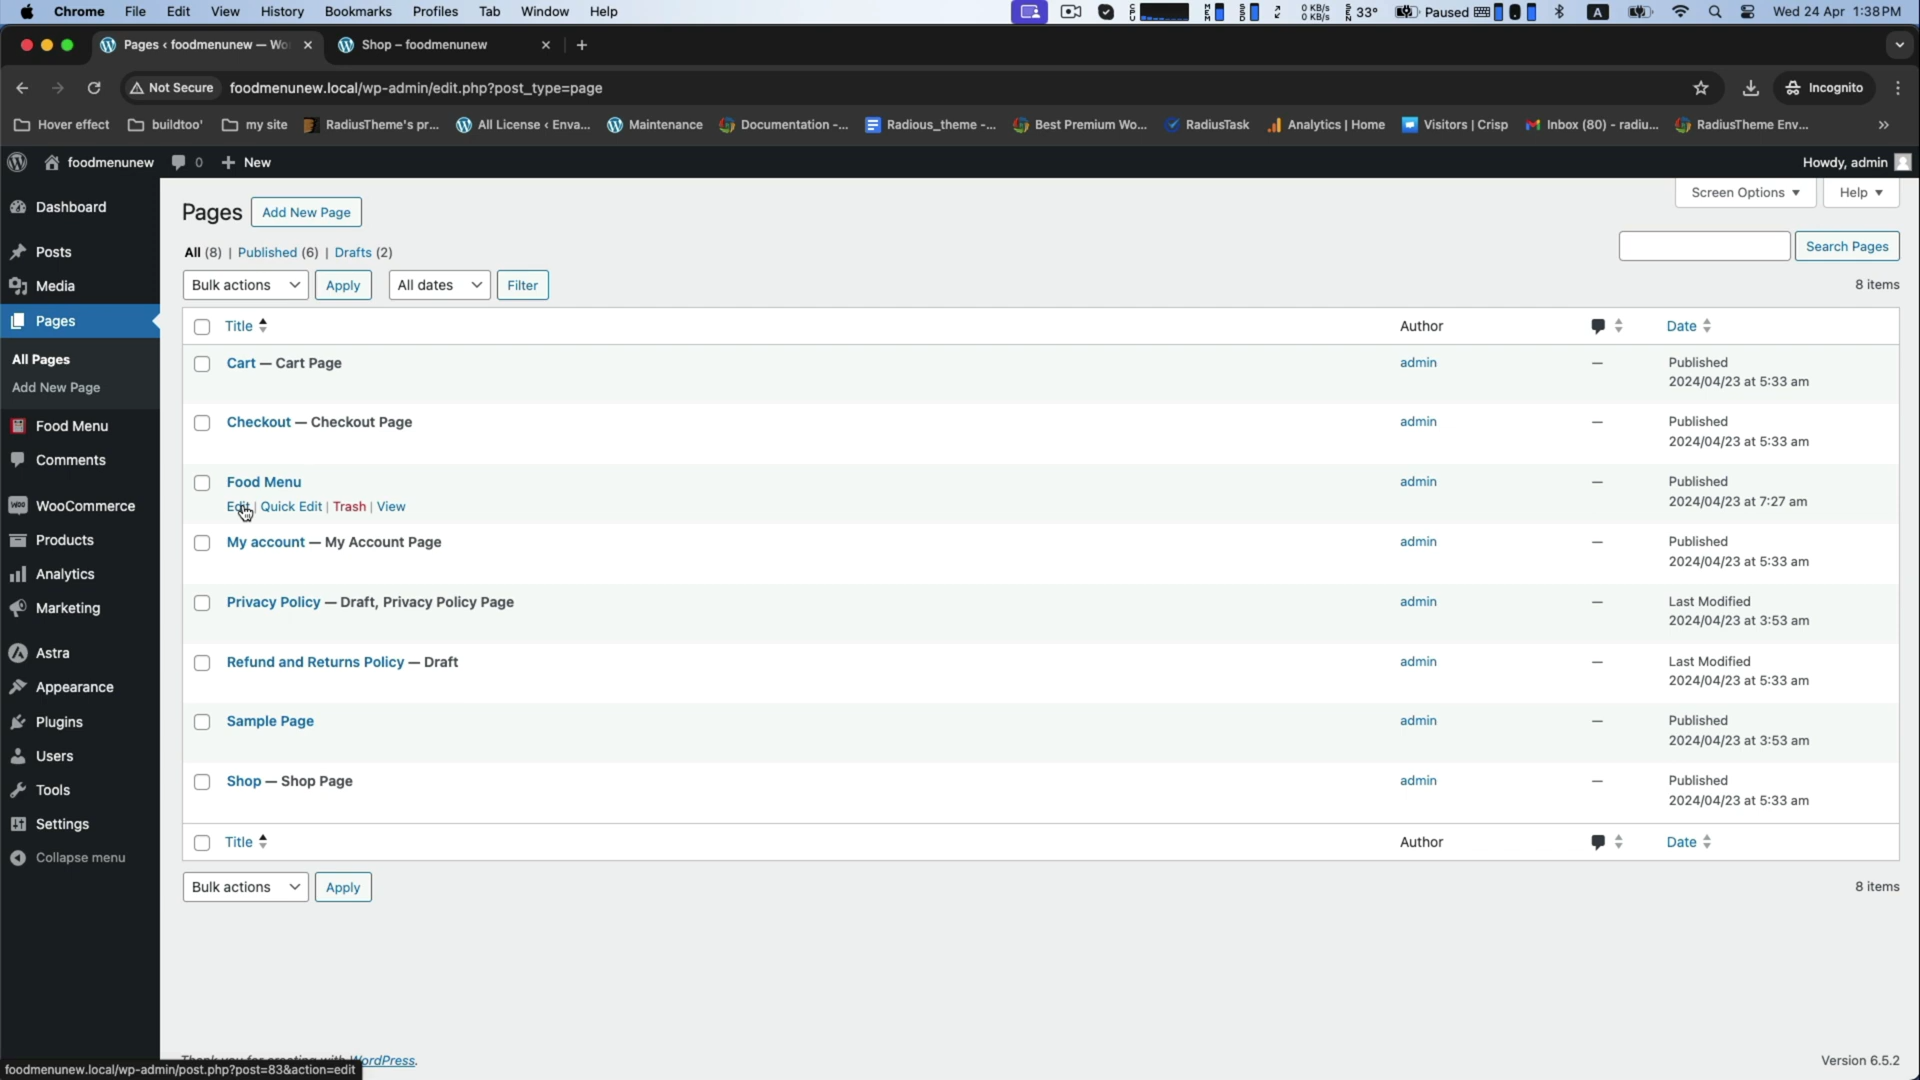 Chrome File Edit View History Bookmarks Profiles Tab Window Help 0 KB/s 0 KB/s 33° Paused A Wed 24 Apr 1:38 PM
Pages ‹ foodmenunew — Wo Shop – foodmenunew
Not Secure foodmenunew.local/wp-admin/edit.php?post_type=page Incognito
Hover effect buildtoo' my site RadiusTheme's pr... All License ‹ Enva... Maintenance Documentation -... Radious_theme -... Best Premium Wo... RadiusTask Analytics | Home Visitors | Crisp Inbox (80) - radiu... RadiusTheme Env... »
foodmenunew 0 + New Howdy, admin
Dashboard
Posts
Media
Pages
All Pages
Add New Page
Food Menu
Comments
WooCommerce
Products
Analytics
Marketing
Astra
Appearance
Plugins
Users
Tools
Settings
Collapse menu
Screen Options Help
Pages Add New Page
All (8) | Published (6) | Drafts (2)
Search Pages
Bulk actions Apply All dates Filter 8 items
Title Author Date
Cart — Cart Page admin — Published
2024/04/23 at 5:33 am
Checkout — Checkout Page admin — Published
2024/04/23 at 5:33 am
Food Menu admin — Published
Edit | Quick Edit | Trash | View 2024/04/23 at 7:27 am
My account — My Account Page admin — Published
2024/04/23 at 5:33 am
Privacy Policy — Draft, Privacy Policy Page admin — Last Modified
2024/04/23 at 3:53 am
Refund and Returns Policy — Draft admin — Last Modified
2024/04/23 at 5:33 am
Sample Page admin — Published
2024/04/23 at 3:53 am
Shop — Shop Page admin — Published
2024/04/23 at 5:33 am
Title Author Date
Bulk actions Apply 8 items
Thank you for creating with WordPress. Version 6.5.2
foodmenunew.local/wp-admin/post.php?post=83&action=edit